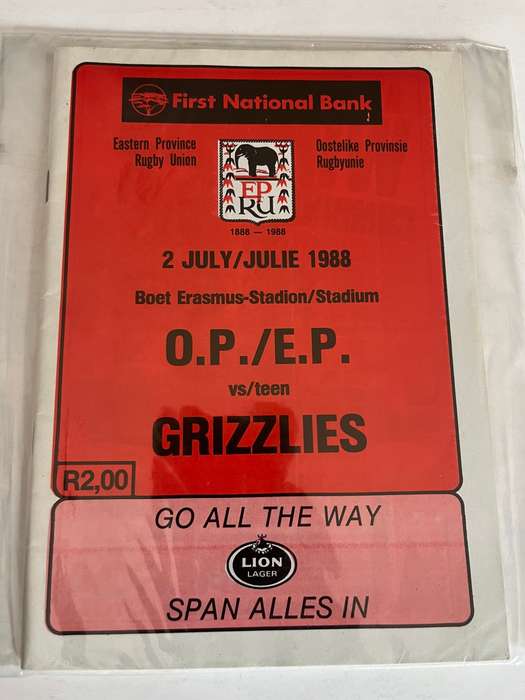 First National Bank
Eastern Province
Rugby Union
Oostelike Provinsie
Rugbyunie
EP
RU
1888 — 1988
2 JULY/JULIE 1988
Boet Erasmus-Stadion/Stadium
O.P./E.P.
vs/teen
GRIZZLIES
R2,00
GO ALL THE WAY
LION
LAGER
SPAN ALLES IN